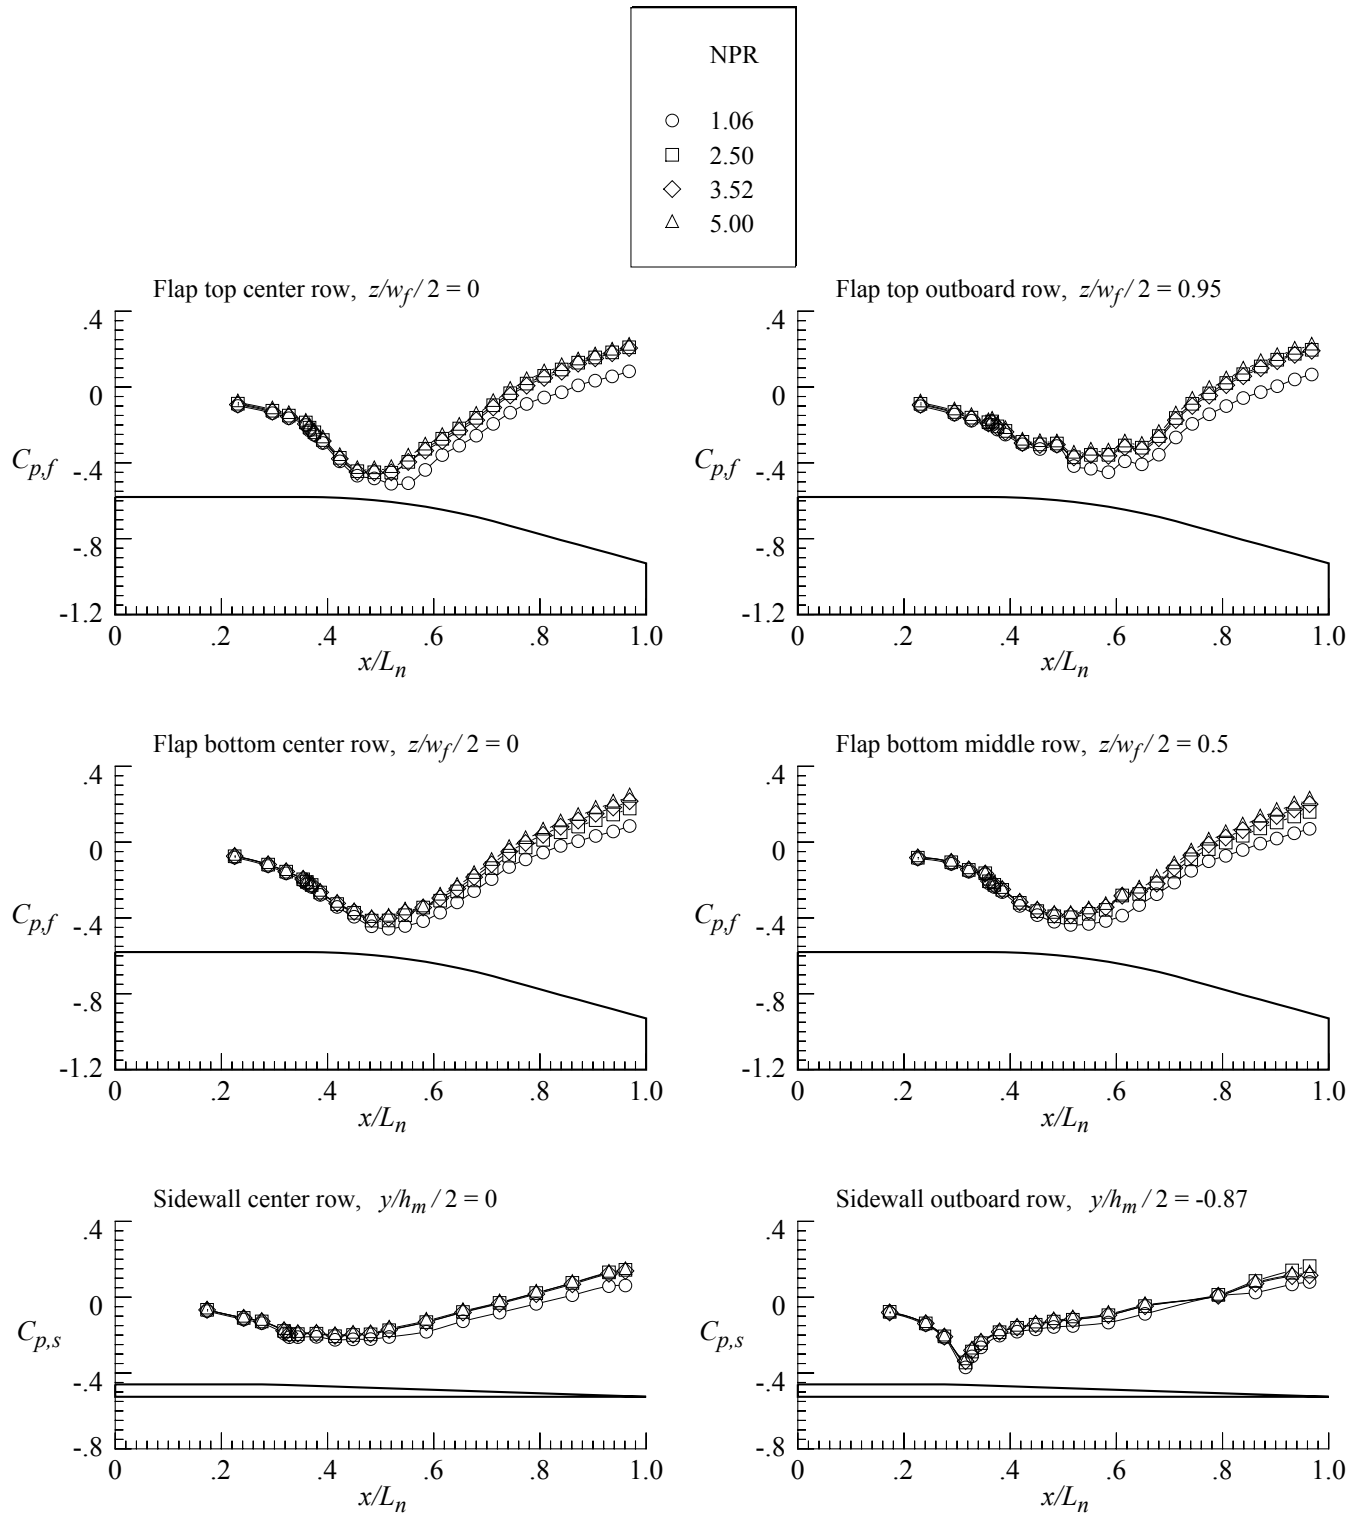 NPR
1.06
2.50
3.52
5.00
Flap top center row, z/w_f / 2 = 0
.4
0
-.4
-.8
-1.2
C_p,f
0 .2 .4 .6 .8 1.0
x/L_n
Flap top outboard row, z/w_f / 2 = 0.95
.4
0
-.4
-.8
-1.2
C_p,f
0 .2 .4 .6 .8 1.0
x/L_n
Flap bottom center row, z/w_f / 2 = 0
.4
0
-.4
-.8
-1.2
C_p,f
0 .2 .4 .6 .8 1.0
x/L_n
Flap bottom middle row, z/w_f / 2 = 0.5
.4
0
-.4
-.8
-1.2
C_p,f
0 .2 .4 .6 .8 1.0
x/L_n
Sidewall center row, y/h_m / 2 = 0
.4
0
-.4
-.8
C_p,s
0 .2 .4 .6 .8 1.0
x/L_n
Sidewall outboard row, y/h_m / 2 = -0.87
.4
0
-.4
-.8
C_p,s
0 .2 .4 .6 .8 1.0
x/L_n